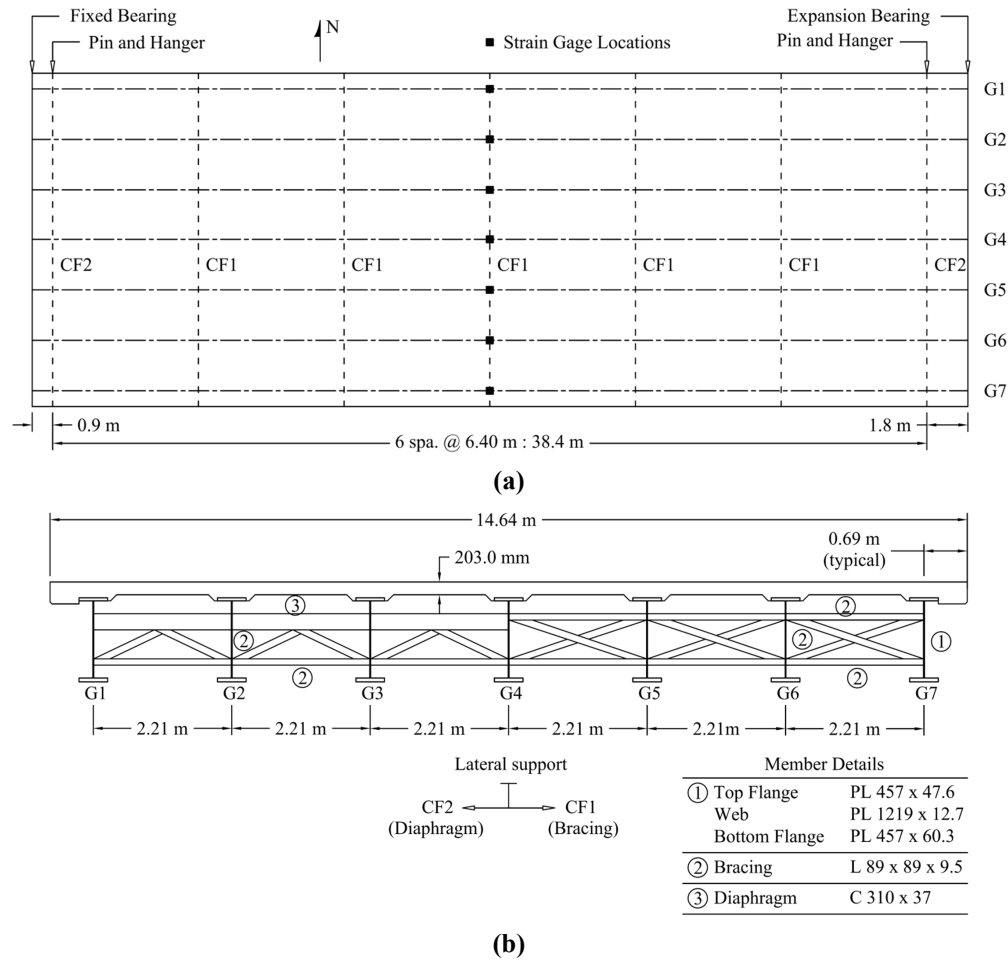 Fixed Bearing
Expansion Bearing
Pin and Hanger
N
Strain Gage Locations
Pin and Hanger
G1
G2
G3
G4
CF2
CF1
CF1
CF1
CF1
CF1
CF2
G5
G6
G7
0.9 m
1.8 m
6 spa. @ 6.40 m : 38.4 m
(a)
14.64 m
203.0 mm
0.69 m
(typical)
3
2
2
2
1
2
2
G1
G2
G3
G4
G5
G6
G7
2.21 m
2.21 m
2.21 m
2.21 m
2.21m
2.21 m
Lateral support
CF2
CF1
(Diaphragm)
(Bracing)
Member Details
1 Top Flange PL 457 x 47.6
Web PL 1219 x 12.7
Bottom Flange PL 457 x 60.3
2 Bracing L 89 x 89 x 9.5
3 Diaphragm C 310 x 37
(b)